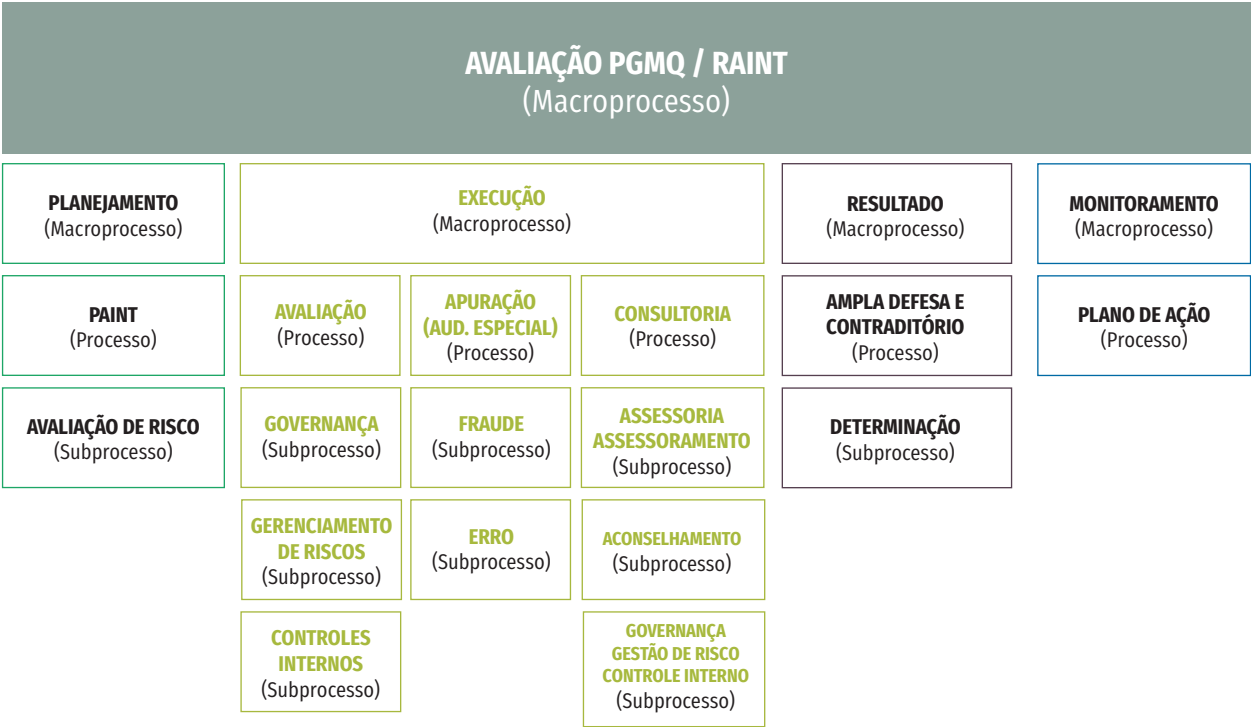 AVALIAÇÃO PGMQ / RAINT
(Macroprocesso)
PLANEJAMENTO
(Macroprocesso)
EXECUÇÃO
(Macroprocesso)
RESULTADO
(Macroprocesso)
MONITORAMENTO
(Macroprocesso)
PAINT
(Processo)
AVALIAÇÃO
(Processo)
APURAÇÃO
(AUD. ESPECIAL)
(Processo)
CONSULTORIA
(Processo)
AMPLA DEFESA E
CONTRADITÓRIO
(Processo)
PLANO DE AÇÃO
(Processo)
AVALIAÇÃO DE RISCO
(Subprocesso)
GOVERNANÇA
(Subprocesso)
FRAUDE
(Subprocesso)
ASSESSORIA
ASSESSORAMENTO
(Subprocesso)
DETERMINAÇÃO
(Subprocesso)
GERENCIAMENTO
DE RISCOS
(Subprocesso)
ERRO
(Subprocesso)
ACONSELHAMENTO
(Subprocesso)
CONTROLES
INTERNOS
(Subprocesso)
GOVERNANÇA
GESTÃO DE RISCO
CONTROLE INTERNO
(Subprocesso)